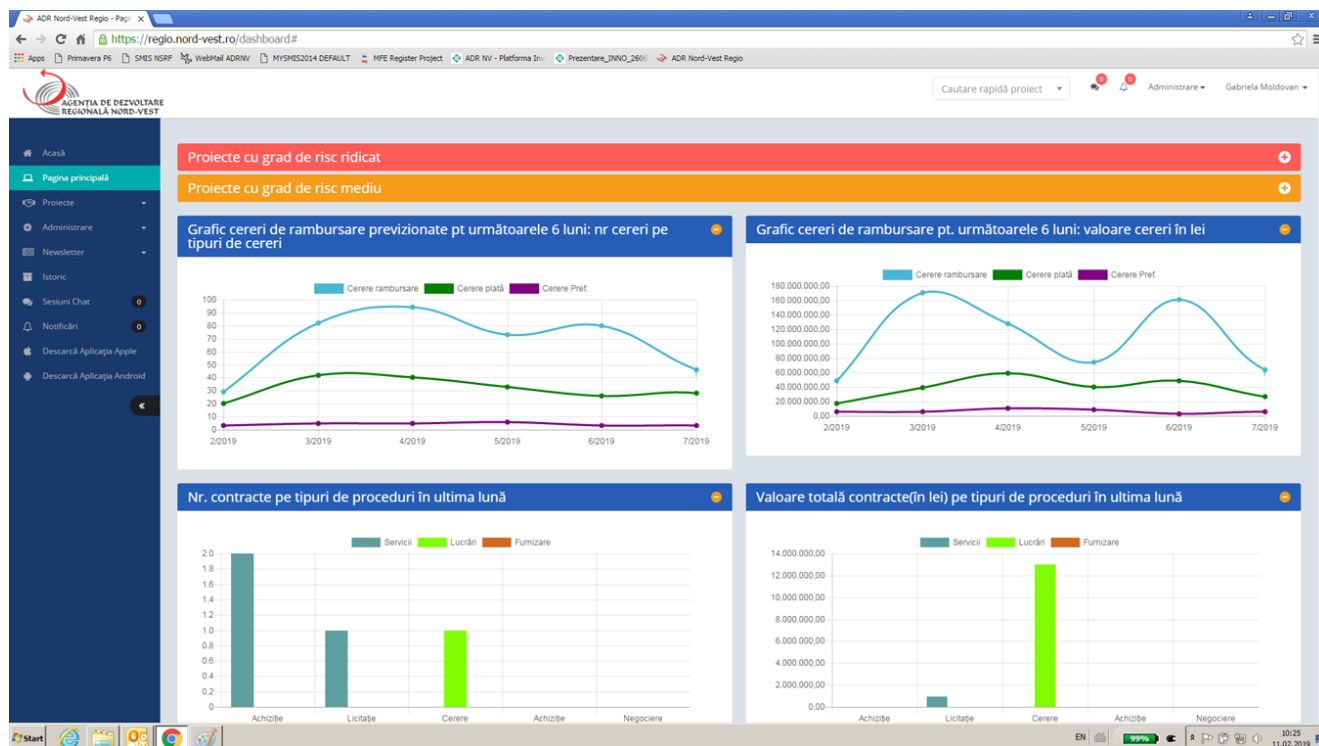 ADR Nord-Vest Regio - Pagi
https://regio.nord-vest.ro/dashboard#
Apps Primavera P6 SMIS NSRF WebMail ADRNV MYSMIS2014 DEFAULT MFE Register Project ADR NV - Platforma Inv Prezentare_INNO_2606 ADR Nord-Vest Regio
AGENȚIA DE DEZVOLTARE
REGIONALĂ NORD-VEST
Cautare rapidă proiect
0 0
Administrare Gabriela Moldovan
Acasă
Pagina principală
Proiecte
Administrare
Newsletter
Istoric
Sesiuni Chat 0
Notificări 0
Descarcă Aplicația Apple
Descarcă Aplicația Android
Proiecte cu grad de risc ridicat
Proiecte cu grad de risc mediu
Grafic cereri de rambursare previzionate pt următoarele 6 luni: nr cereri pe
tipuri de cereri
Cerere rambursare Cerere plată Cerere Pref.
100
90
80
70
60
50
40
30
20
10
0
2/2019 3/2019 4/2019 5/2019 6/2019 7/2019
Grafic cereri de rambursare pt. următoarele 6 luni: valoare cereri în lei
Cerere rambursare Cerere plată Cerere Pref.
180.000.000,00
160.000.000,00
140.000.000,00
120.000.000,00
100.000.000,00
80.000.000,00
60.000.000,00
40.000.000,00
20.000.000,00
0,00
2/2019 3/2019 4/2019 5/2019 6/2019 7/2019
Nr. contracte pe tipuri de proceduri în ultima lună
Servicii Lucrări Furnizare
2.0
1.8
1.6
1.4
1.2
1.0
0.8
0.6
0.4
0.2
0
Achiziție Licitație Cerere Achiziție Negociere
Valoare totală contracte(în lei) pe tipuri de proceduri în ultima lună
Servicii Lucrări Furnizare
14.000.000,00
12.000.000,00
10.000.000,00
8.000.000,00
6.000.000,00
4.000.000,00
2.000.000,00
0,00
Achiziție Licitație Cerere Achiziție Negociere
Start
EN 99% 10:25
11.02.2019